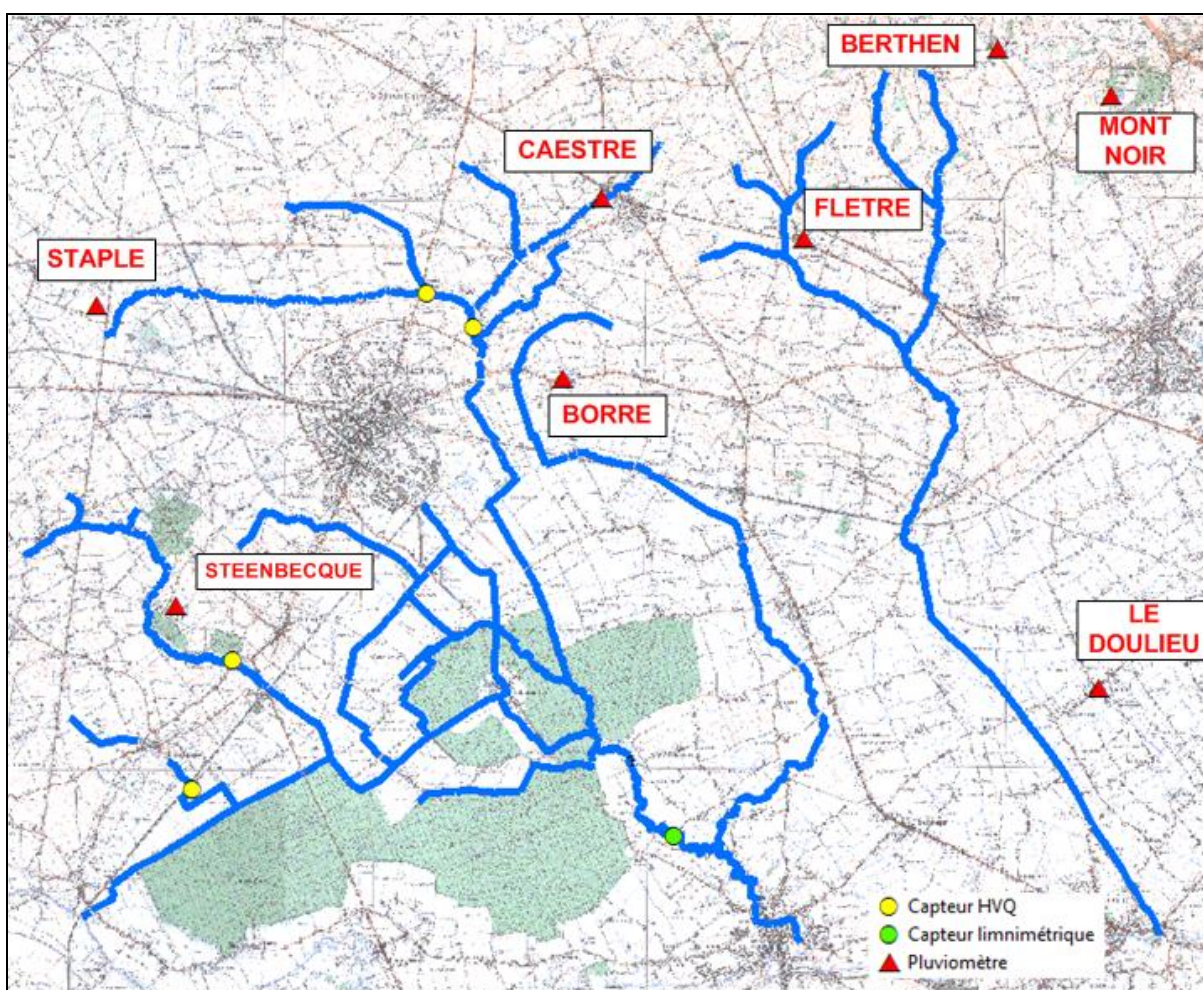 BERTHEN
MONT
NOIR
CAESTRE
FLETRE
STAPLE
BORRE
STEENBECQUE
LE
DOULIEU
Capteur HVQ
Capteur limnimétrique
Pluviomètre